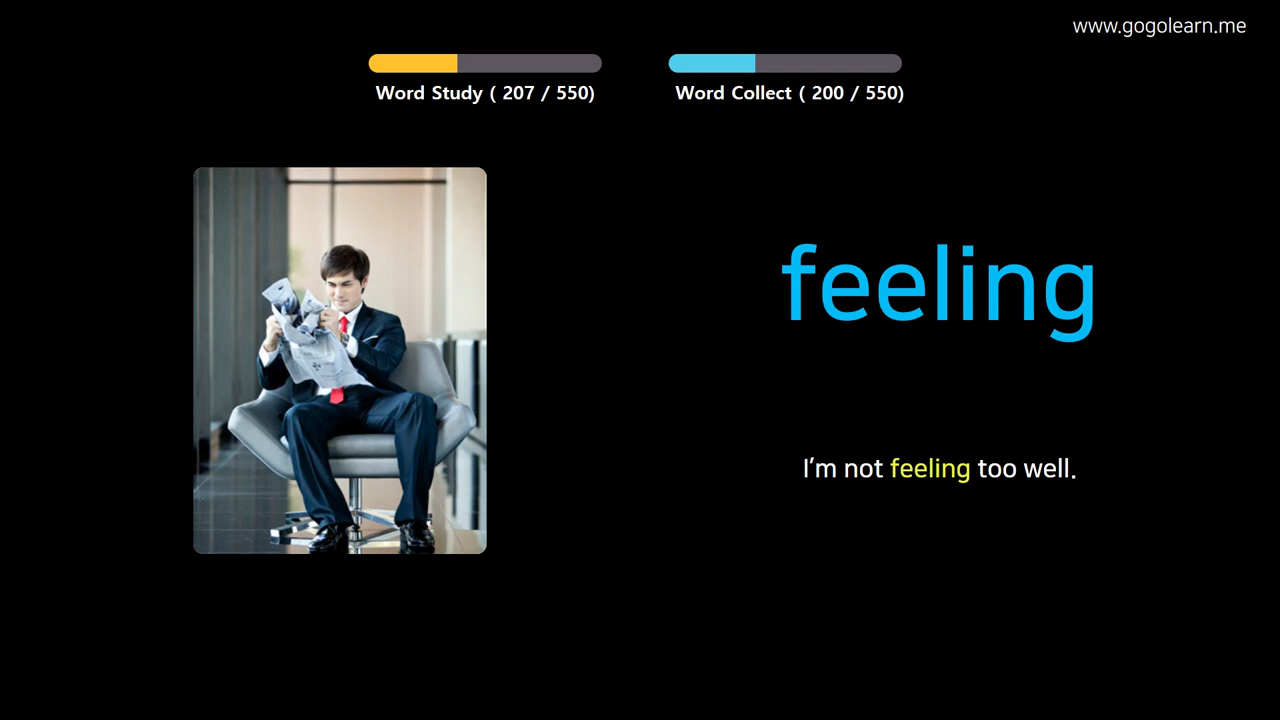 www.gogolearn.me
Word Study ( 207 / 550)
Word Collect ( 200 / 550)
feeling
I'm not feeling too well.